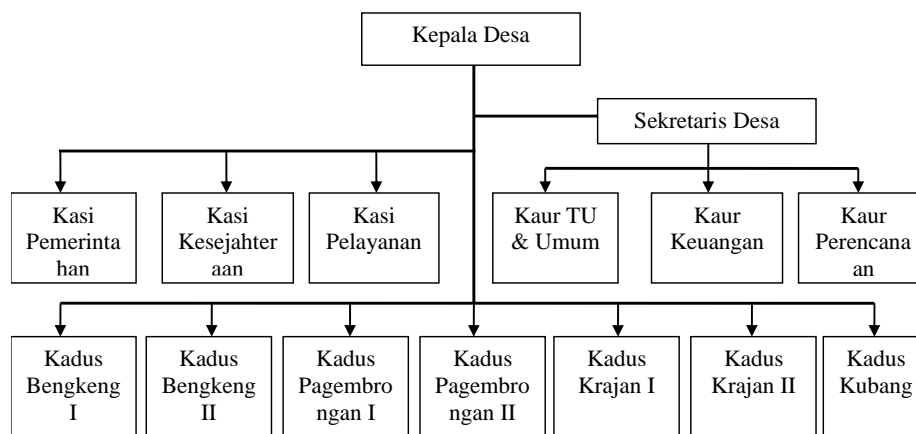 Kepala Desa
Sekretaris Desa
Kasi
Pemerinta
han
Kasi
Kesejahter
aan
Kasi
Pelayanan
Kaur TU
& Umum
Kaur
Keuangan
Kaur
Perencana
an
Kadus
Bengkeng
I
Kadus
Bengkeng
II
Kadus
Pagembro
ngan I
Kadus
Pagembro
ngan II
Kadus
Krajan I
Kadus
Krajan II
Kadus
Kubang